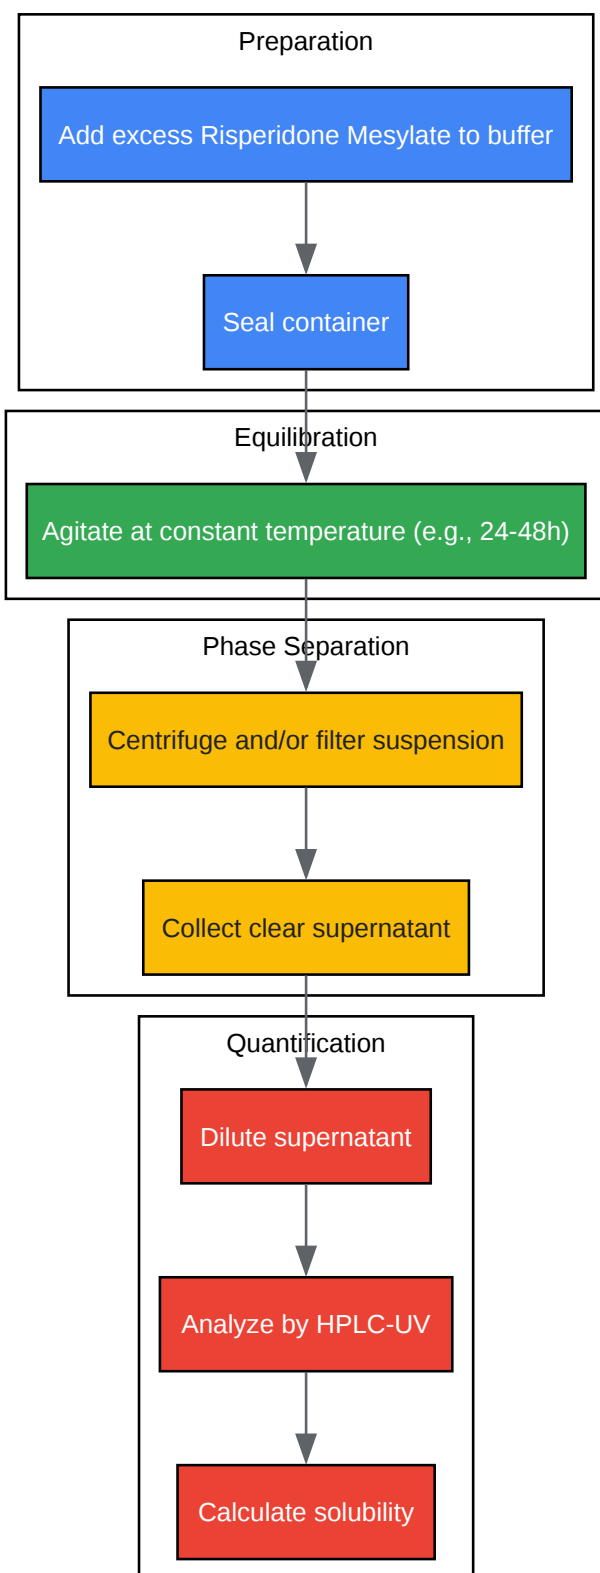 Preparation
Add excess Risperidone Mesylate to buffer
Seal container
Equilibration
Agitate at constant temperature (e.g., 24-48h)
Phase Separation
Centrifuge and/or filter suspension
Collect clear supernatant
Quantification
Dilute supernatant
Analyze by HPLC-UV
Calculate solubility